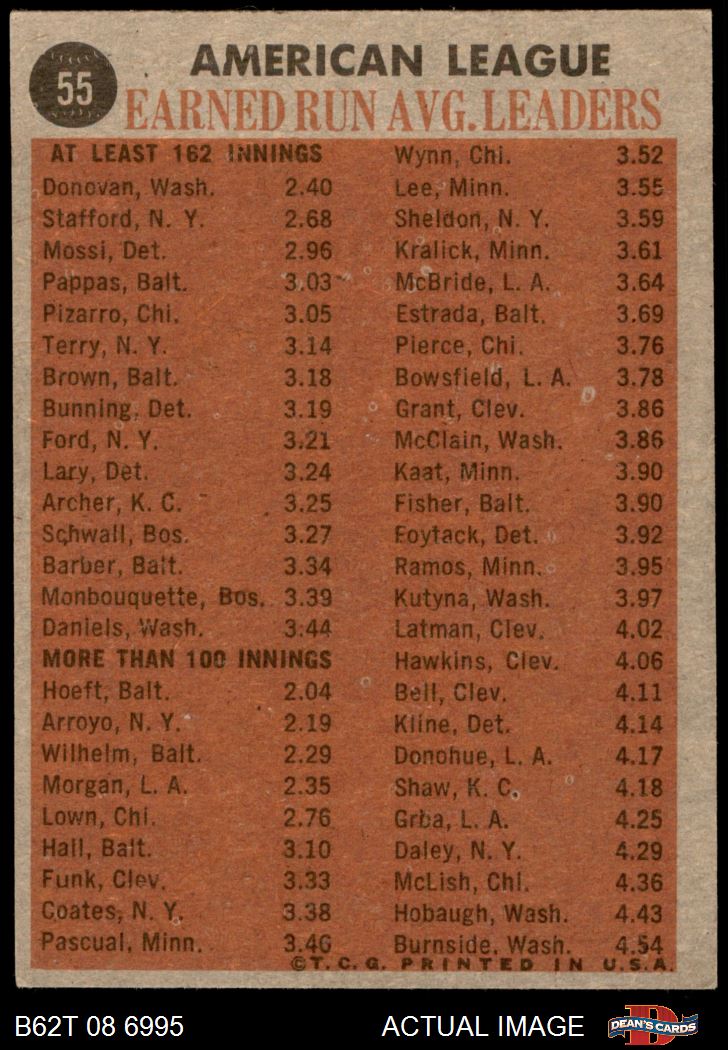 55
AMERICAN LEAGUE
EARNED RUN AVG. LEADERS
AT LEAST 162 INNINGS
Donovan, Wash. 2.40
Stafford, N. Y. 2.68
Mossi, Det. 2.96
Pappas, Balt. 3.03
Pizarro, Chi. 3.05
Terry, N. Y. 3.14
Brown, Balt. 3.18
Bunning, Det. 3.19
Ford, N. Y. 3.21
Lary, Det. 3.24
Archer, K. C. 3.25
Schwall, Bos. 3.27
Barber, Balt. 3.34
Monbouquette, Bos. 3.39
Daniels, Wash. 3.44
MORE THAN 100 INNINGS
Hoeft, Balt. 2.04
Arroyo, N. Y. 2.19
Wilhelm, Balt. 2.29
Morgan, L. A. 2.35
Lown, Chi. 2.76
Hall, Balt. 3.10
Funk, Clev. 3.33
Coates, N. Y. 3.38
Pascual, Minn. 3.46
Wynn, Chi. 3.52
Lee, Minn. 3.55
Sheldon, N. Y. 3.59
Kralick, Minn. 3.61
McBride, L. A. 3.64
Estrada, Balt. 3.69
Pierce, Chi. 3.76
Bowsfield, L. A. 3.78
Grant, Clev. 3.86
McClain, Wash. 3.86
Kaat, Minn. 3.90
Fisher, Balt. 3.90
Foytack, Det. 3.92
Ramos, Minn. 3.95
Kutyna, Wash. 3.97
Latman, Clev. 4.02
Hawkins, Clev. 4.06
Bell, Clev. 4.11
Kline, Det. 4.14
Donohue, L. A. 4.17
Shaw, K. C. 4.18
Grba, L. A. 4.25
Daley, N. Y. 4.29
McLish, Chi. 4.36
Hobaugh, Wash. 4.43
Burnside, Wash. 4.54
©T. C. G. PRINTED IN U.S.A.
B62T 08 6995 ACTUAL IMAGE
D
DEAN'S CARDS